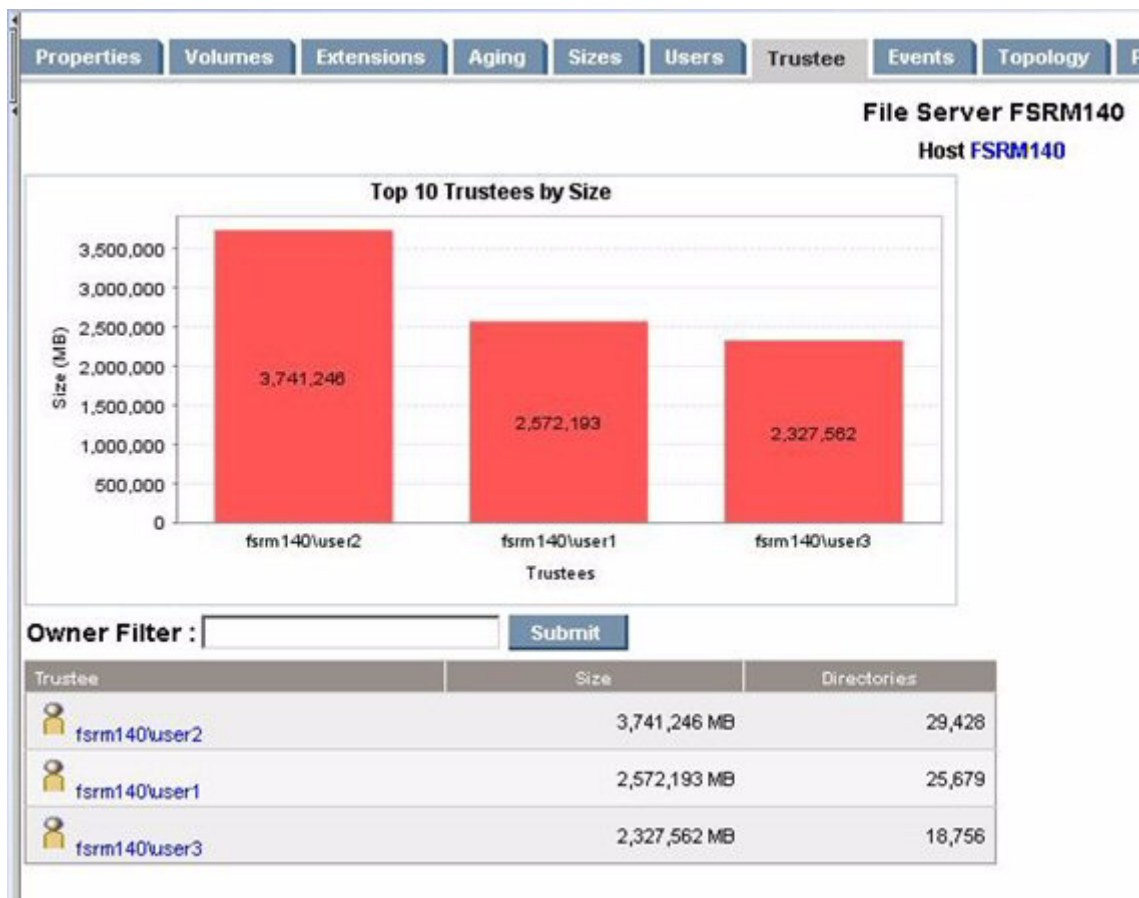 Properties Volumes Extensions Aging Sizes Users Trustee Events Topology
File Server FSRM140
Host FSRM140
Top 10 Trustees by Size
3,500,000
3,000,000
2,500,000
2,000,000
1,500,000
1,000,000
500,000
0
Size (MB)
3,741,246
2,572,193
2,327,562
fsrm140\user2 fsrm140\user1 fsrm140\user3
Trustees
Owner Filter : Submit
Trustee Size Directories
fsrm140\user2 3,741,246 MB 29,428
fsrm140\user1 2,572,193 MB 25,679
fsrm140\user3 2,327,562 MB 18,756